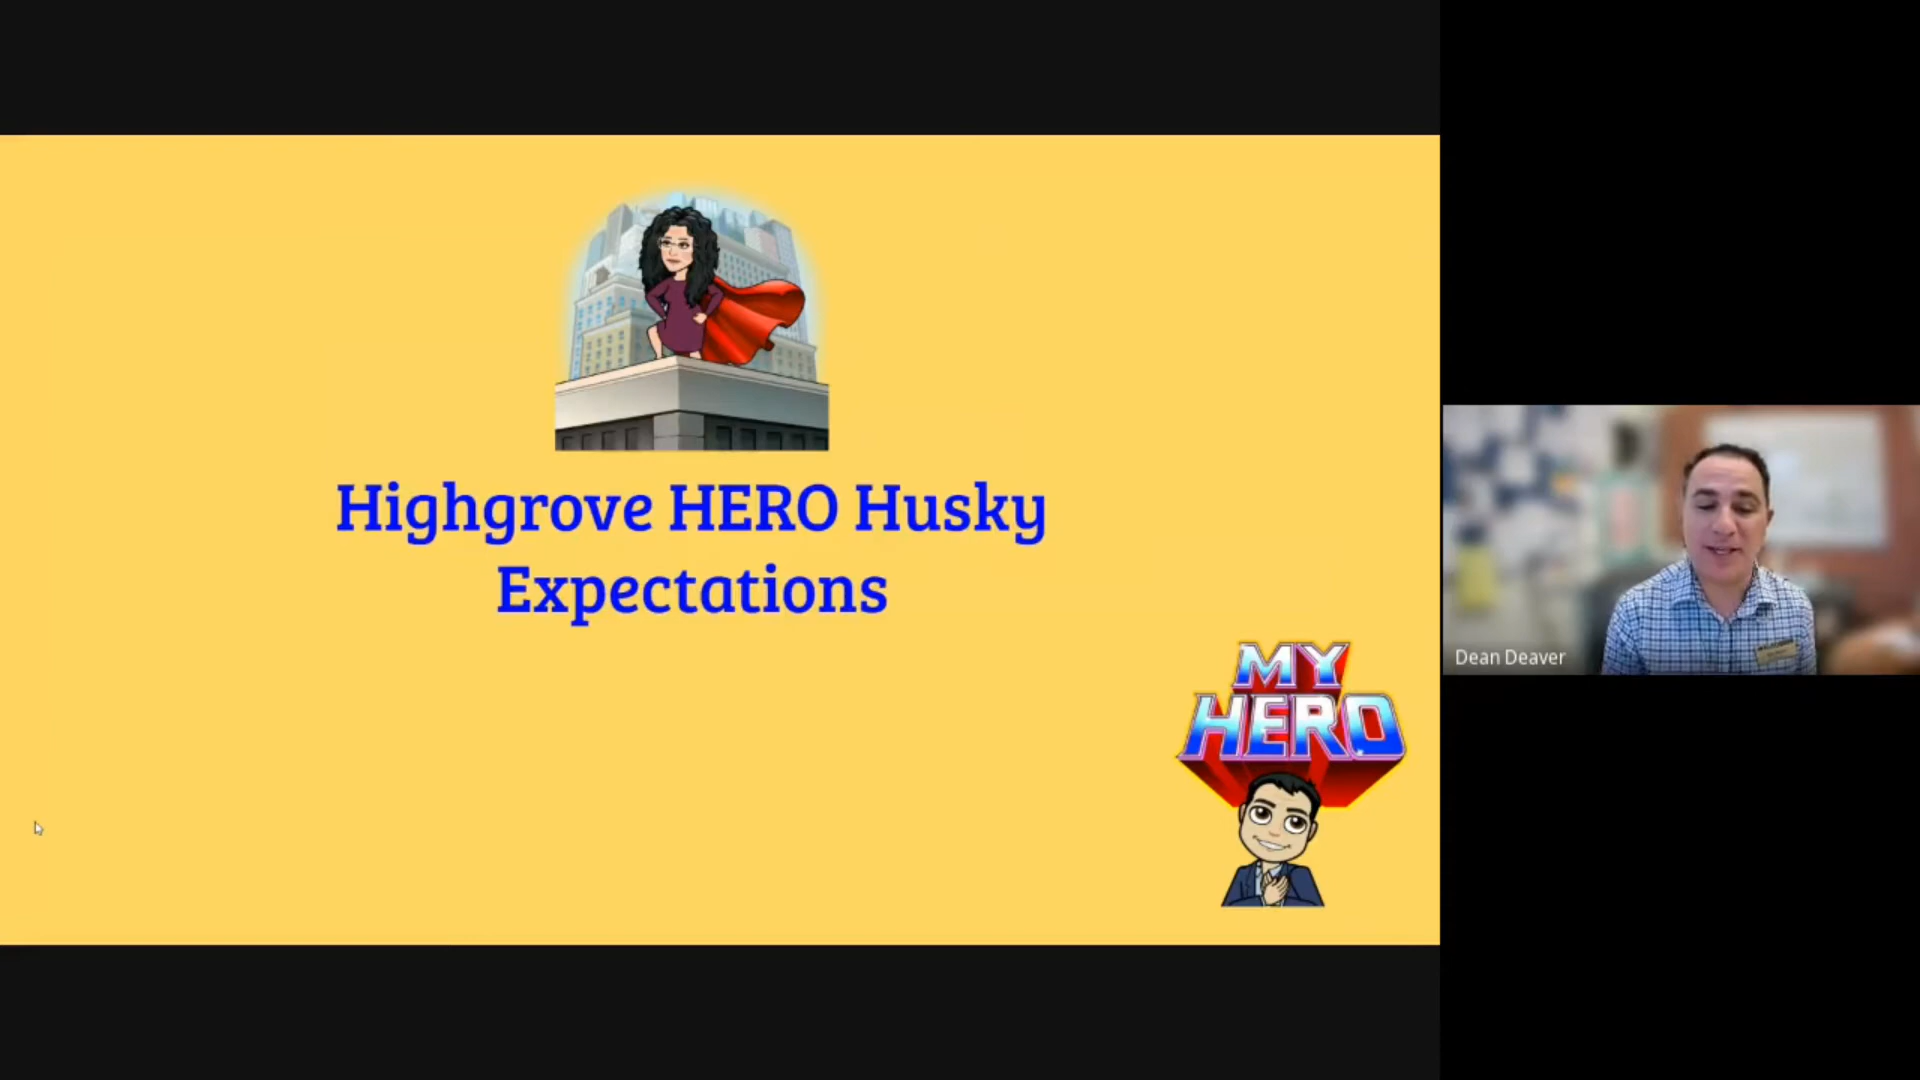 Highgrove HERO Husky
Expectations
MY
HERO
Dean Deaver